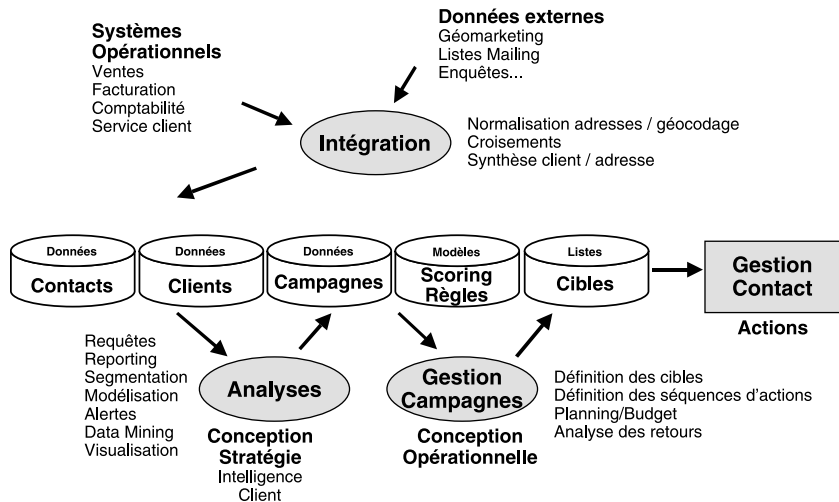 Systèmes
Opérationnels
Ventes
Facturation
Comptabilité
Service client
Données externes
Géomarketing
Listes Mailing
Enquêtes...
Intégration
Normalisation adresses / géocodage
Croisements
Synthèse client / adresse
Données
Contacts
Données
Clients
Données
Campagnes
Modèles
Scoring
Règles
Listes
Cibles
Gestion
Contact
Actions
Requêtes
Reporting
Segmentation
Modélisation
Alertes
Data Mining
Visualisation
Analyses
Conception
Stratégie
Intelligence
Client
Gestion
Campagnes
Conception
Opérationnelle
Définition des cibles
Définition des séquences d'actions
Planning/Budget
Analyse des retours